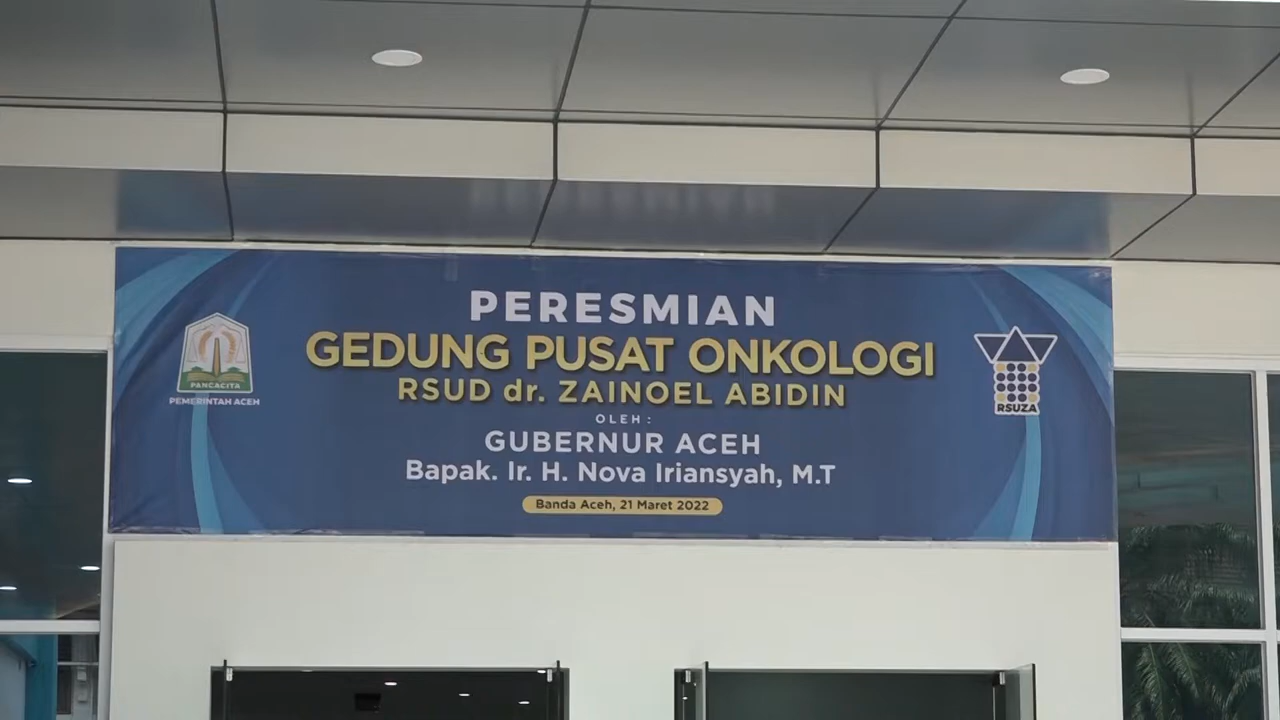 PERESMIAN
GEDUNG PUSAT ONKOLOGI
RSUD dr. ZAINOEL ABIDIN
OLEH :
GUBERNUR ACEH
Bapak. Ir. H. Nova Iriansyah, M.T
Banda Aceh, 21 Maret 2022
PANCACITA
PEMERINTAH ACEH
RSUZA